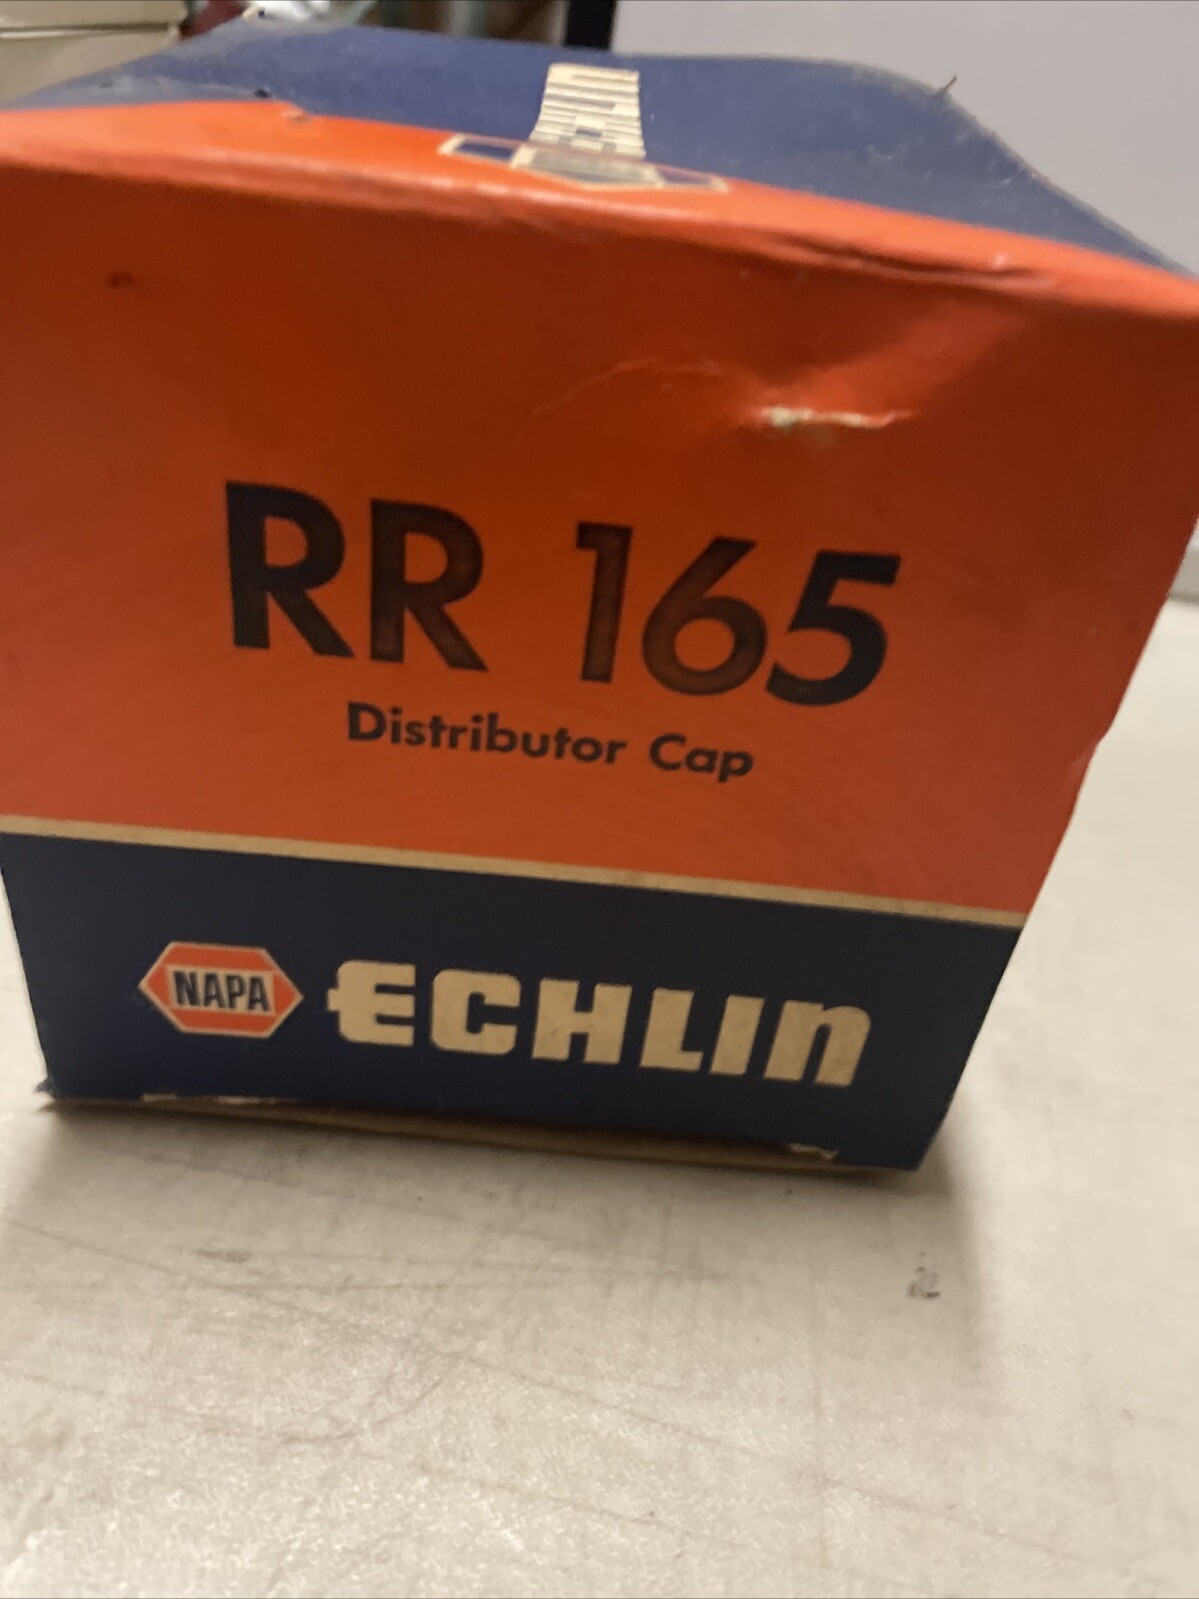 RR 165
Distributor Cap
NAPA ECHLIN